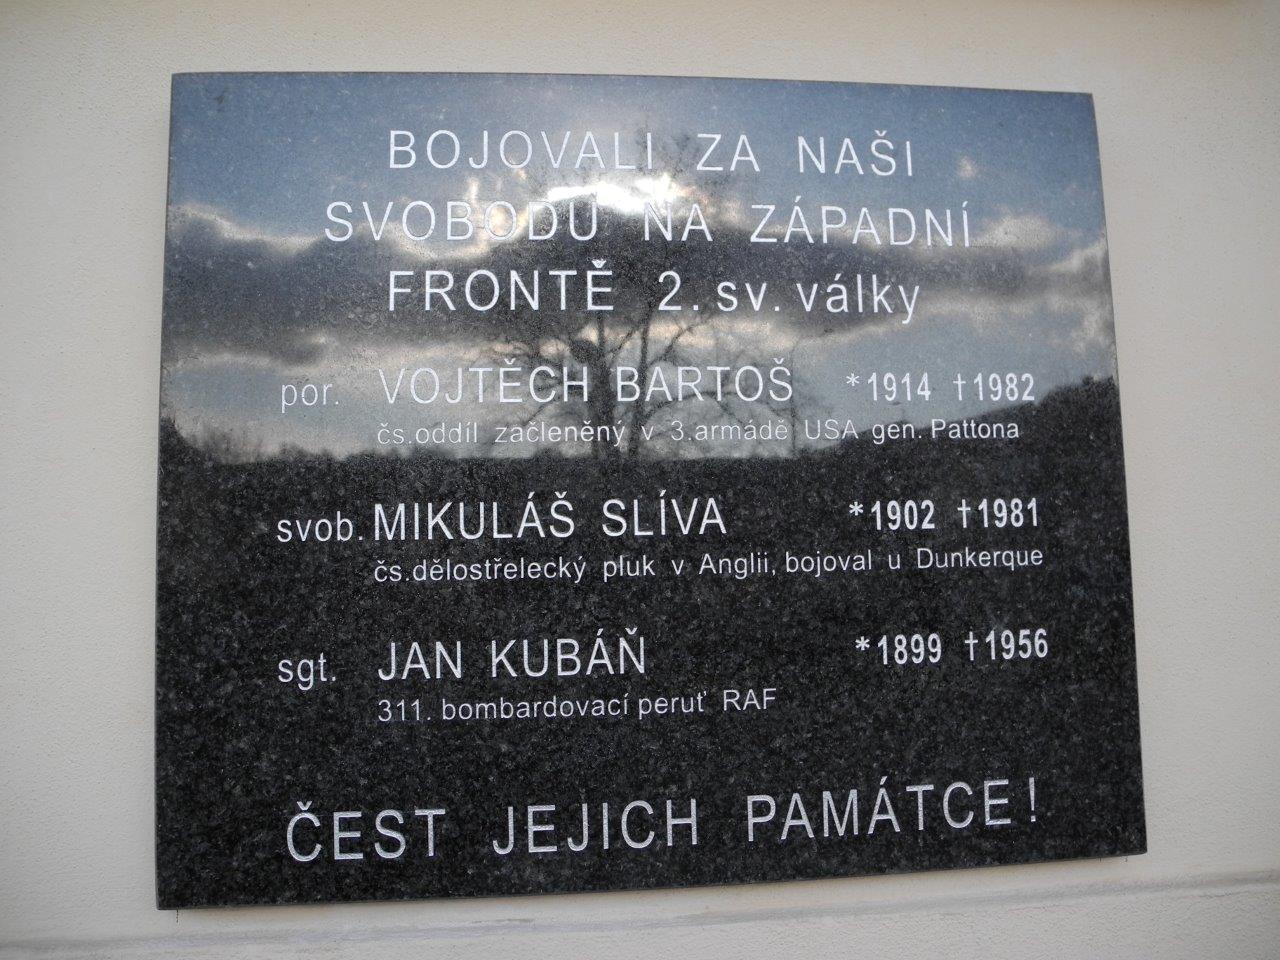 BOJOVALI ZA NAŠI
SVOBODU NA ZÁPADNÍ
FRONTĚ 2. sv. války
por. VOJTĚCH BARTOŠ *1914 †1982
čs.oddíl začleněný v 3.armádě USA gen. Pattona
svob. MIKULÁŠ SLÍVA *1902 †1981
čs.dělostřelecký pluk v Anglii, bojoval u Dunkerque
sgt. JAN KUBÁŇ *1899 †1956
311. bombardovací peruť RAF
ČEST JEJICH PAMÁTCE!